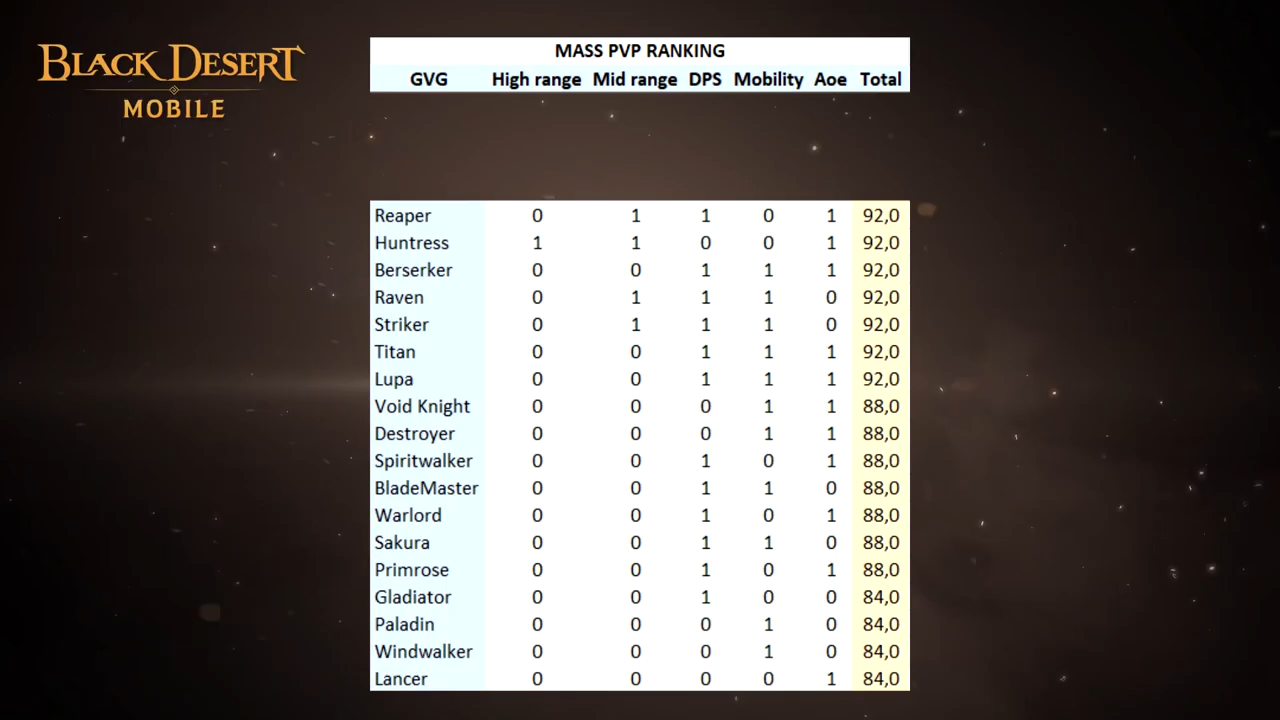 BLACK DESERT
MOBILE
MASS PVP RANKING
GVG High range Mid range DPS Mobility Aoe Total
Reaper 0 1 1 0 1 92,0
Huntress 1 1 0 0 1 92,0
Berserker 0 0 1 1 1 92,0
Raven 0 1 1 1 0 92,0
Striker 0 1 1 1 0 92,0
Titan 0 0 1 1 1 92,0
Lupa 0 0 1 1 1 92,0
Void Knight 0 0 0 1 1 88,0
Destroyer 0 0 0 1 1 88,0
Spiritwalker 0 0 1 0 1 88,0
BladeMaster 0 0 1 1 0 88,0
Warlord 0 0 1 0 1 88,0
Sakura 0 0 1 1 0 88,0
Primrose 0 0 1 0 1 88,0
Gladiator 0 0 1 0 0 84,0
Paladin 0 0 0 1 0 84,0
Windwalker 0 0 0 1 0 84,0
Lancer 0 0 0 0 1 84,0